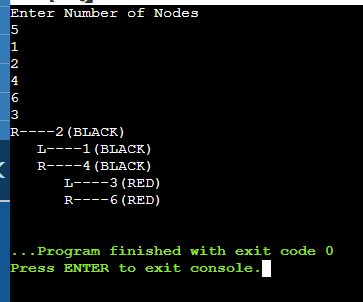 Enter Number of Nodes
5
1
2
4
6
3
R----2(BLACK)
   L----1(BLACK)
   R----4(BLACK)
      L----3(RED)
      R----6(RED)
...Program finished with exit code 0
Press ENTER to exit console.